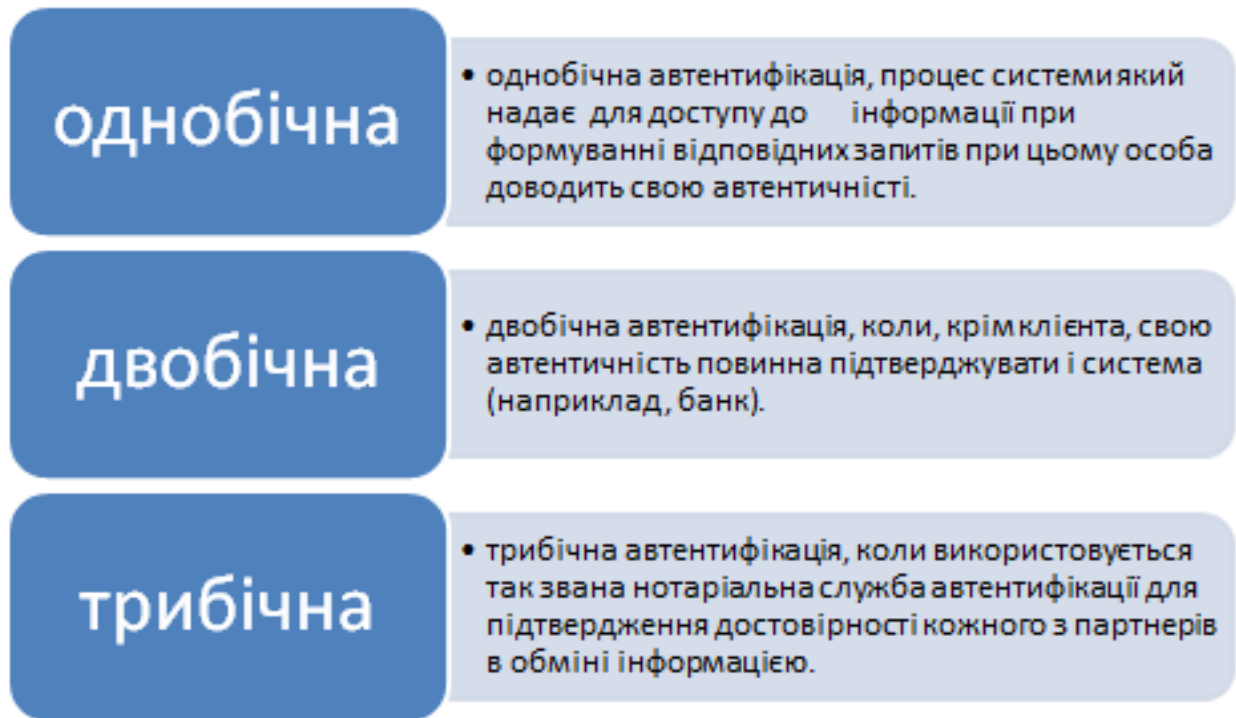 однобічна
• однобічна автентифікація, процес системи який
надає для доступу до інформації при
формуванні відповідних запитів при цьому особа
доводить свою автентичністі.
двобічна
• двобічна автентифікація, коли, крім клієнта, свою
автентичність повинна підтверджувати і система
(наприклад, банк).
трибічна
• трибічна автентифікація, коли використовується
так звана нотаріальна служба автентифікації для
підтвердження достовірності кожного з партнерів
в обміні інформацією.